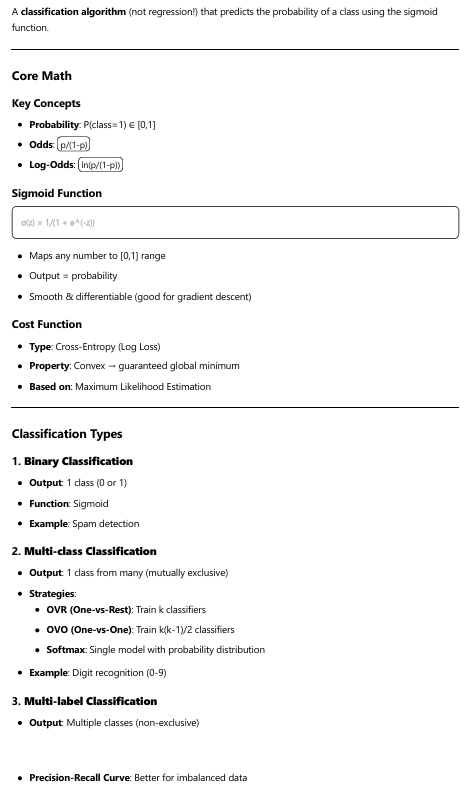 A classification algorithm (not regression!) that predicts the probability of a class using the sigmoid
function.
Core Math
Key Concepts
• Probability: P(class=1) ∈ [0,1]
• Odds: p/(1-p)
• Log-Odds: ln(p/(1-p))
Sigmoid Function
σ(z) = 1/(1 + e^(-z))
• Maps any number to [0,1] range
• Output = probability
• Smooth & differentiable (good for gradient descent)
Cost Function
• Type: Cross-Entropy (Log Loss)
• Property: Convex → guaranteed global minimum
• Based on: Maximum Likelihood Estimation
Classification Types
1. Binary Classification
• Output: 1 class (0 or 1)
• Function: Sigmoid
• Example: Spam detection
2. Multi-class Classification
• Output: 1 class from many (mutually exclusive)
• Strategies:
• OVR (One-vs-Rest): Train k classifiers
• OVO (One-vs-One): Train k(k-1)/2 classifiers
• Softmax: Single model with probability distribution
• Example: Digit recognition (0-9)
3. Multi-label Classification
• Output: Multiple classes (non-exclusive)
• Precision-Recall Curve: Better for imbalanced data